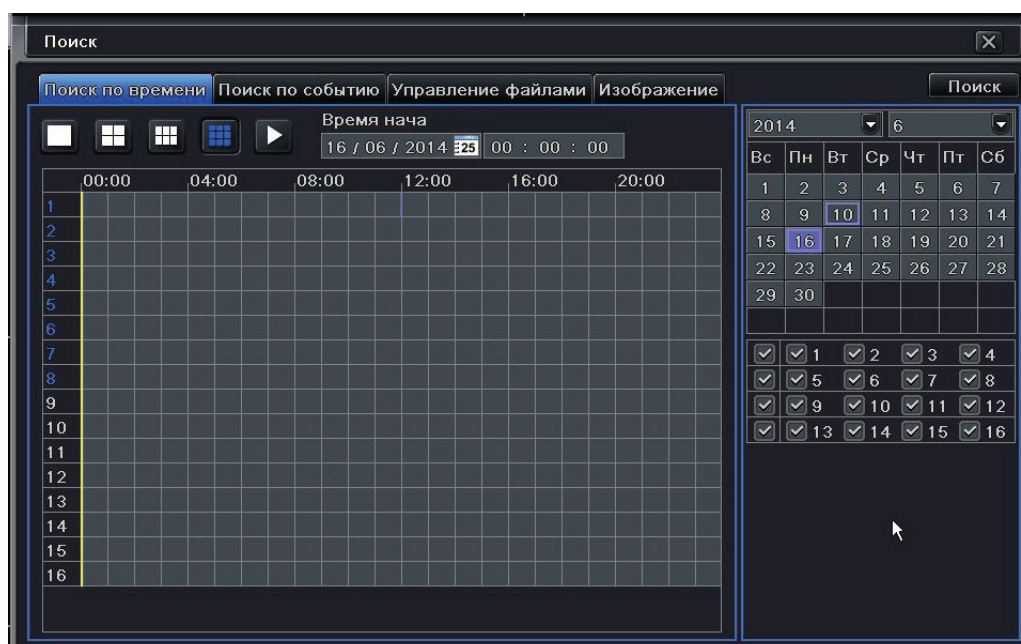 Поиск
Поиск по времени Поиск по событию Управление файлами Изображение Поиск
Время нача
16 / 06 / 2014 25 00 : 00 : 00
00:00 04:00 08:00 12:00 16:00 20:00
1
2
3
4
5
6
7
8
9
10
11
12
13
14
15
16
2014 6
Вс Пн Вт Ср Чт Пт Сб
1 2 3 4 5 6 7
8 9 10 11 12 13 14
15 16 17 18 19 20 21
22 23 24 25 26 27 28
29 30
1 2 3 4
5 6 7 8
9 10 11 12
13 14 15 16